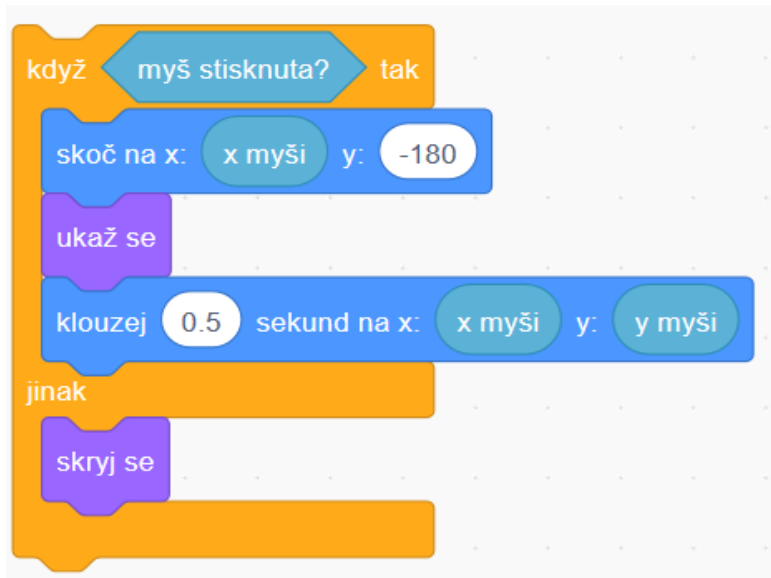 když myš stisknuta? tak
skoč na x: x myši y: -180
ukaž se
klouzej 0.5 sekund na x: x myši y: y myši
jinak
skryj se